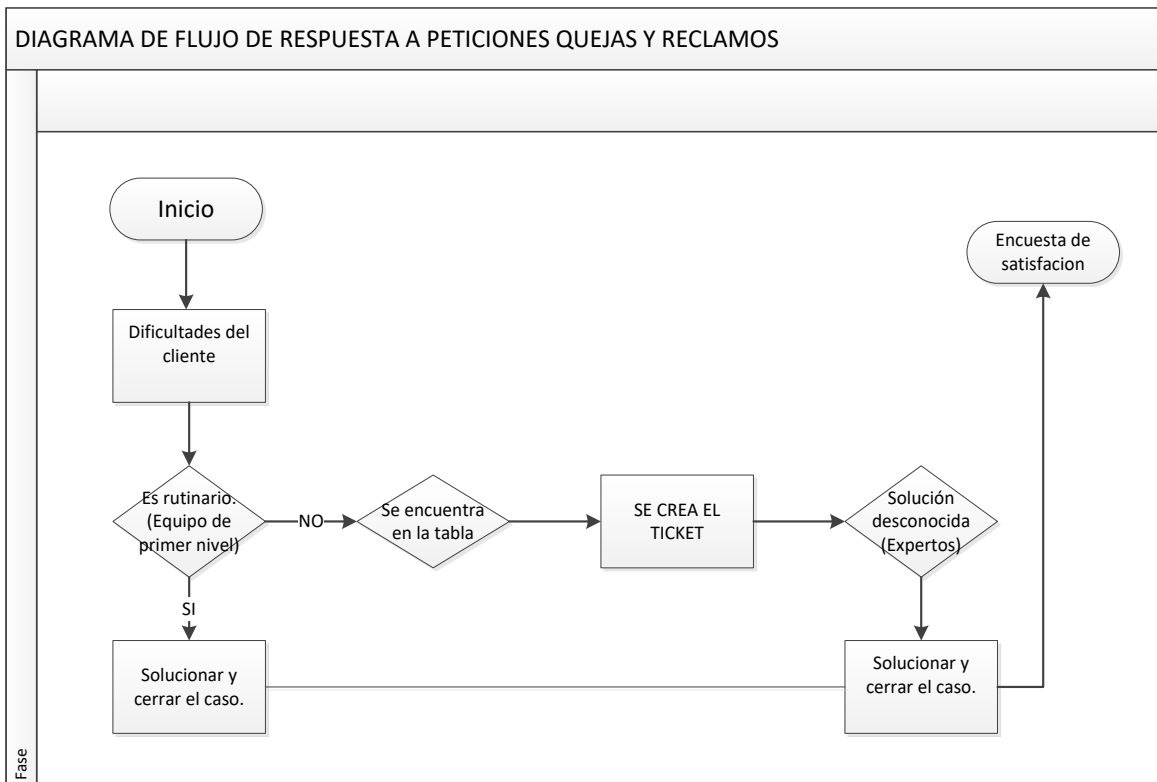 DIAGRAMA DE FLUJO DE RESPUESTA A PETICIONES QUEJAS Y RECLAMOS
Inicio
Encuesta de
satisfacion
Dificultades del
cliente
Es rutinario.
(Equipo de
primer nivel)
NO
Se encuentra
en la tabla
SE CREA EL
TICKET
Solución
desconocida
(Expertos)
SI
Solucionar y
cerrar el caso.
Solucionar y
cerrar el caso.
Fase